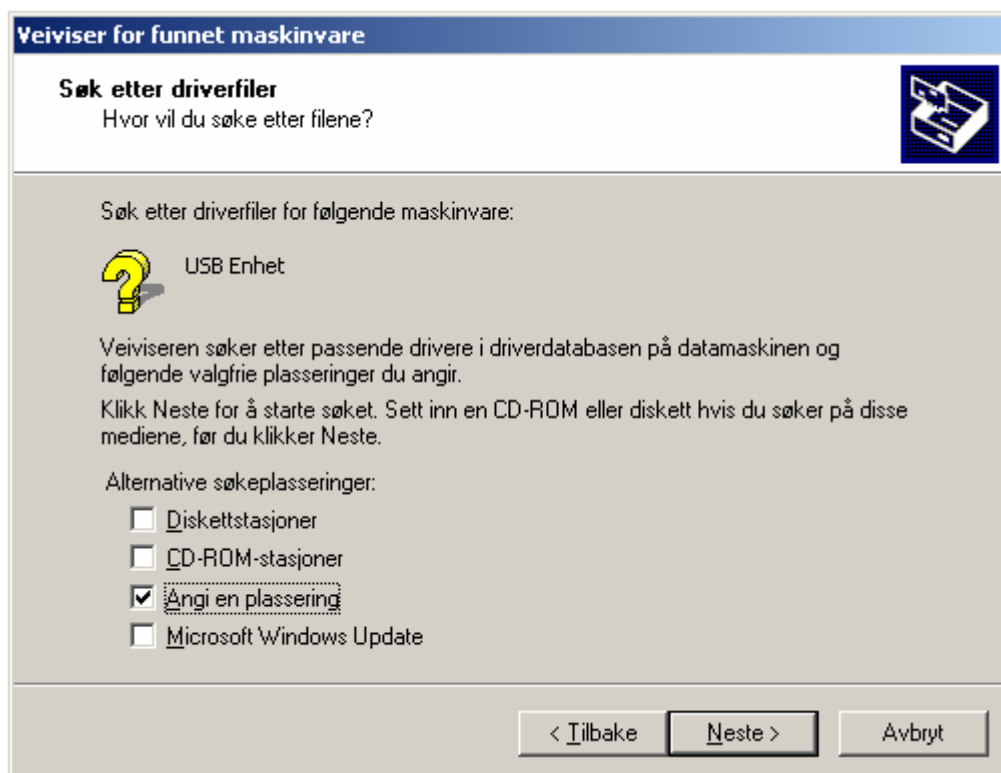 Veiviser for funnet maskinvare
Søk etter driverfiler
Hvor vil du søke etter filene?
Søk etter driverfiler for følgende maskinvare:
USB Enhet
Veiviseren søker etter passende drivere i driverdatabasen på datamaskinen og
følgende valgfrie plasseringer du angir.
Klikk Neste for å starte søket. Sett inn en CD-ROM eller diskett hvis du søker på disse
mediene, før du klikker Neste.
Alternative søkeplasseringer:
Diskettstasjoner
CD-ROM-stasjoner
Angi en plassering
Microsoft Windows Update
< Tilbake
Neste >
Avbryt